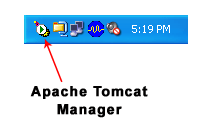 5:19 PM
Apache Tomcat
Manager